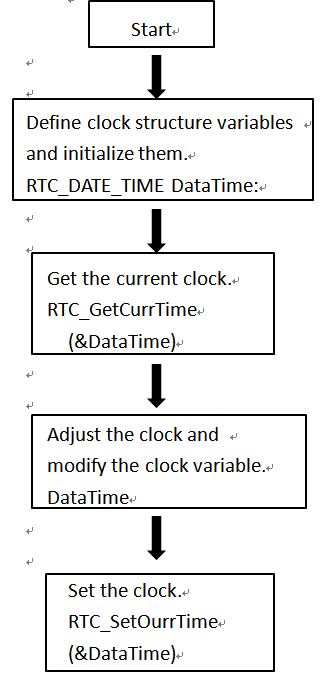 Start
Define clock structure variables
and initialize them.
RTC_DATE_TIME DataTime:
Get the current clock.
RTC_GetCurrTime
(&DataTime)
Adjust the clock and
modify the clock variable.
DataTime
Set the clock.
RTC_SetOurrTime
(&DataTime)